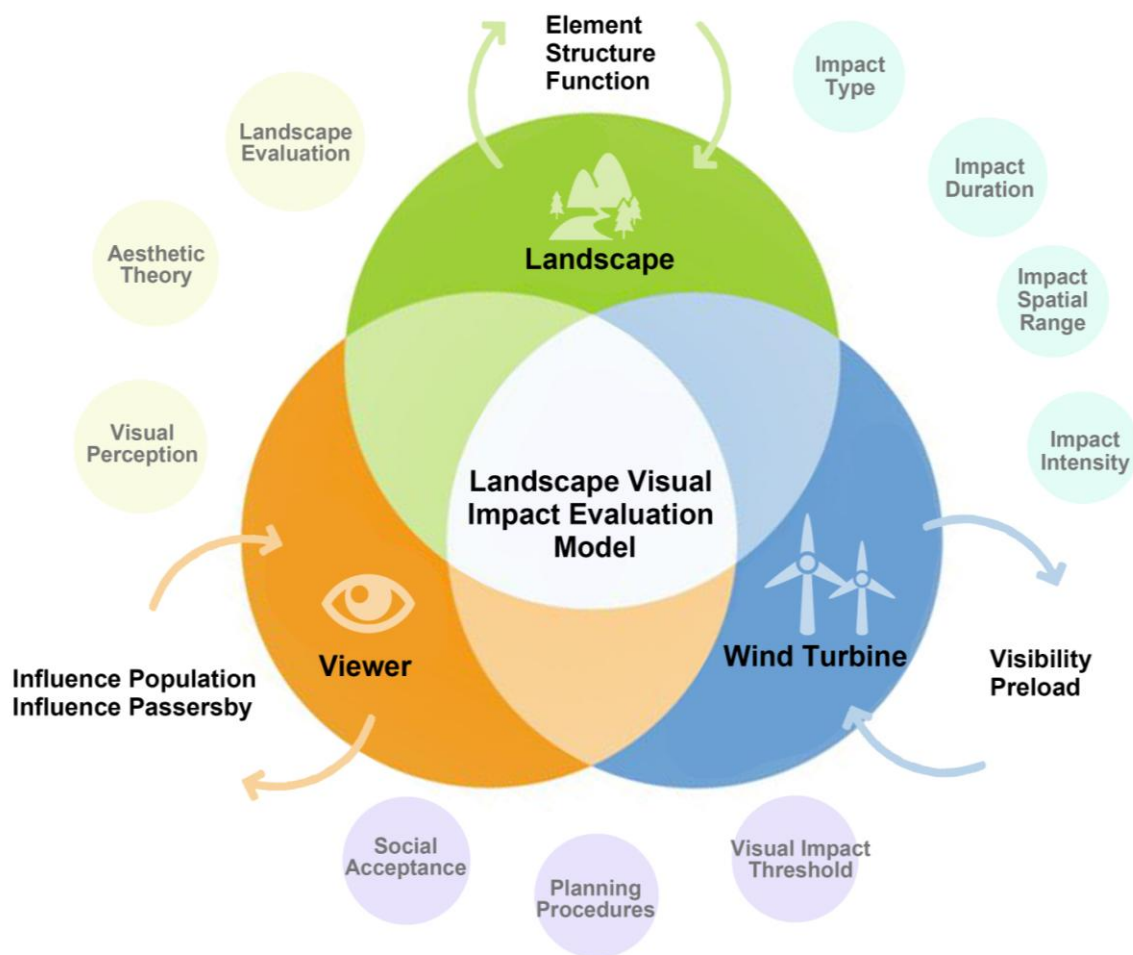 Element
Structure
Function
Impact
Type
Landscape
Evaluation
Impact
Duration
Aesthetic
Theory
Landscape
Impact
Spatial
Range
Visual
Perception
Impact
Intensity
Landscape Visual
Impact Evaluation
Model
Viewer
Wind Turbine
Influence Population
Influence Passersby
Visibility
Preload
Social
Acceptance
Planning
Procedures
Visual Impact
Threshold